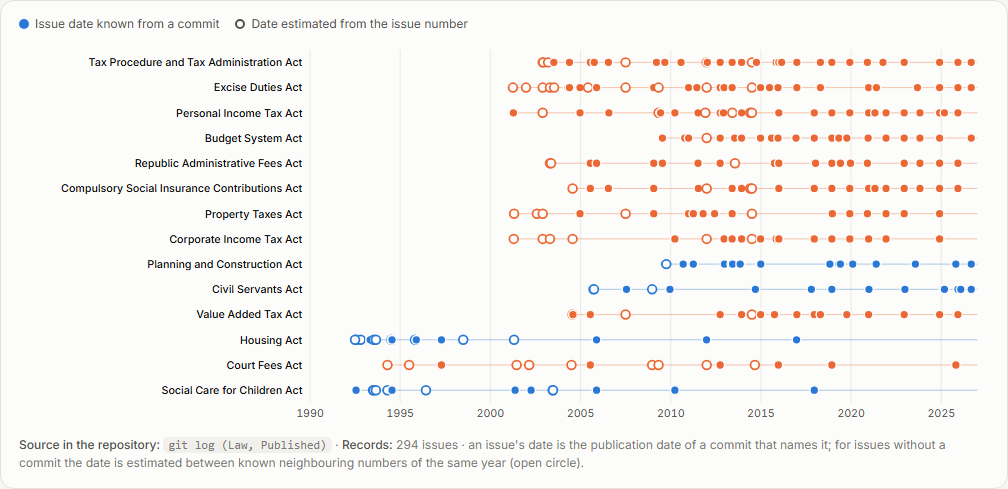 Issue date known from a commit   Date estimated from the issue number
Tax Procedure and Tax Administration Act
Excise Duties Act
Personal Income Tax Act
Budget System Act
Republic Administrative Fees Act
Compulsory Social Insurance Contributions Act
Property Taxes Act
Corporate Income Tax Act
Planning and Construction Act
Civil Servants Act
Value Added Tax Act
Housing Act
Court Fees Act
Social Care for Children Act
1990 1995 2000 2005 2010 2015 2020 2025
Source in the repository: git log (Law, Published) · Records: 294 issues · an issue's date is the publication date of a commit that names it; for issues without a
commit the date is estimated between known neighbouring numbers of the same year (open circle).